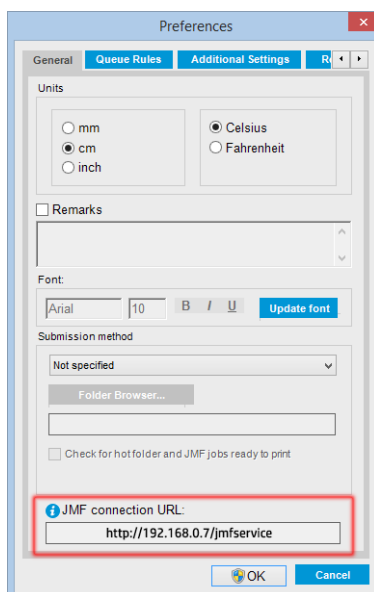 Preferences
×
General Queue Rules Additional Settings
Units
mm
cm
inch
Celsius
Fahrenheit
Remarks
Font:
Arial 10 B I U Update font
Submission method
Not specified
Folder Browser...
Check for hot folder and JMF jobs ready to print
JMF connection URL:
http://192.168.0.7/jmfservice
OK Cancel